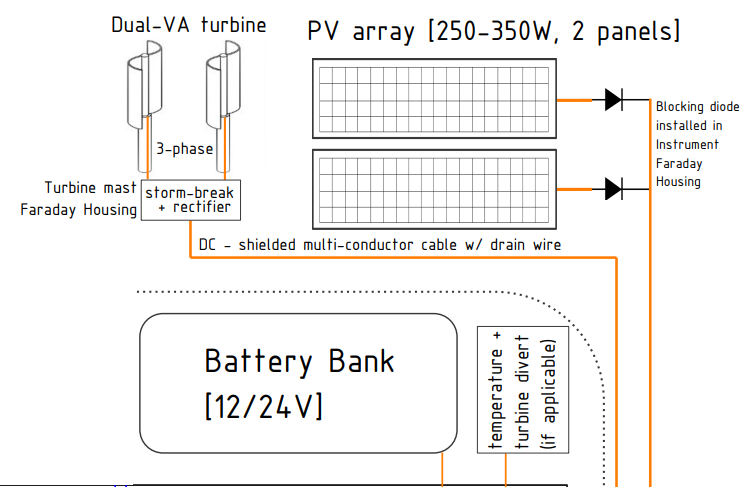 Dual-VA turbine
PV array [250-350W, 2 panels]
3-phase
Turbine mast
Faraday Housing
storm-break
+ rectifier
Blocking diode
installed in
Instrument
Faraday
Housing
DC - shielded multi-conductor cable w/ drain wire
Battery Bank
[12/24V]
temperature +
turbine divert
(if applicable)